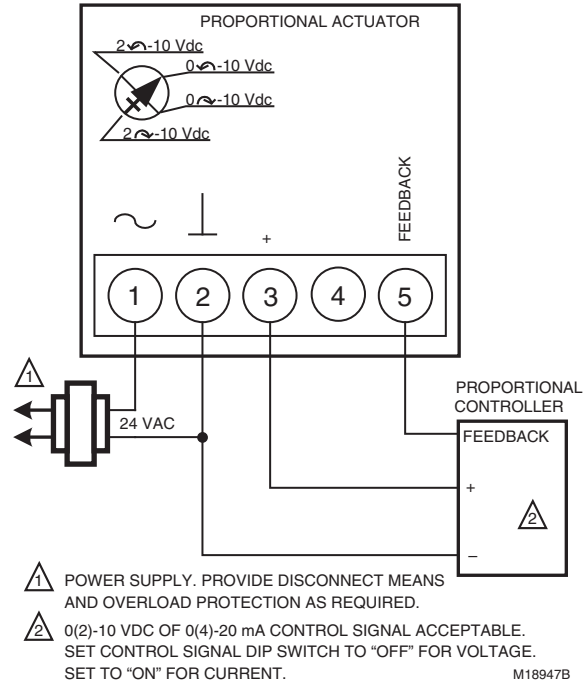 PROPORTIONAL ACTUATOR
2↶-10 Vdc
0↶-10 Vdc
0↷-10 Vdc
2↷-10 Vdc
FEEDBACK
+
1 2 3 4 5
1
24 VAC
PROPORTIONAL
CONTROLLER
FEEDBACK
+
2
–
1 POWER SUPPLY. PROVIDE DISCONNECT MEANS
AND OVERLOAD PROTECTION AS REQUIRED.
2 0(2)-10 VDC OF 0(4)-20 mA CONTROL SIGNAL ACCEPTABLE.
SET CONTROL SIGNAL DIP SWITCH TO “OFF” FOR VOLTAGE.
SET TO “ON” FOR CURRENT.
M18947B